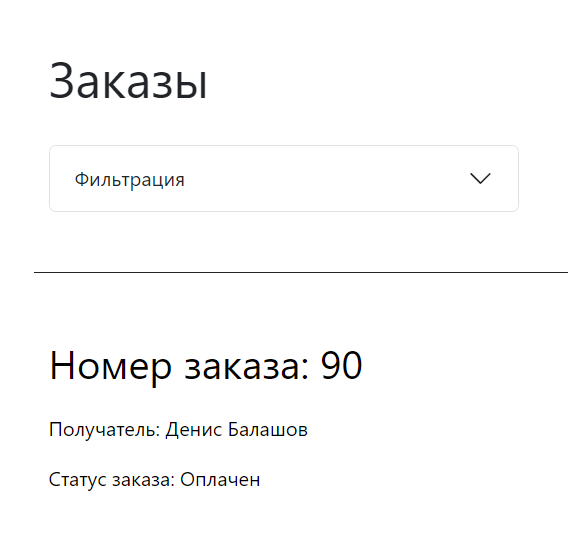 Заказы
Фильтрация
Номер заказа: 90
Получатель: Денис Балашов
Статус заказа: Оплачен